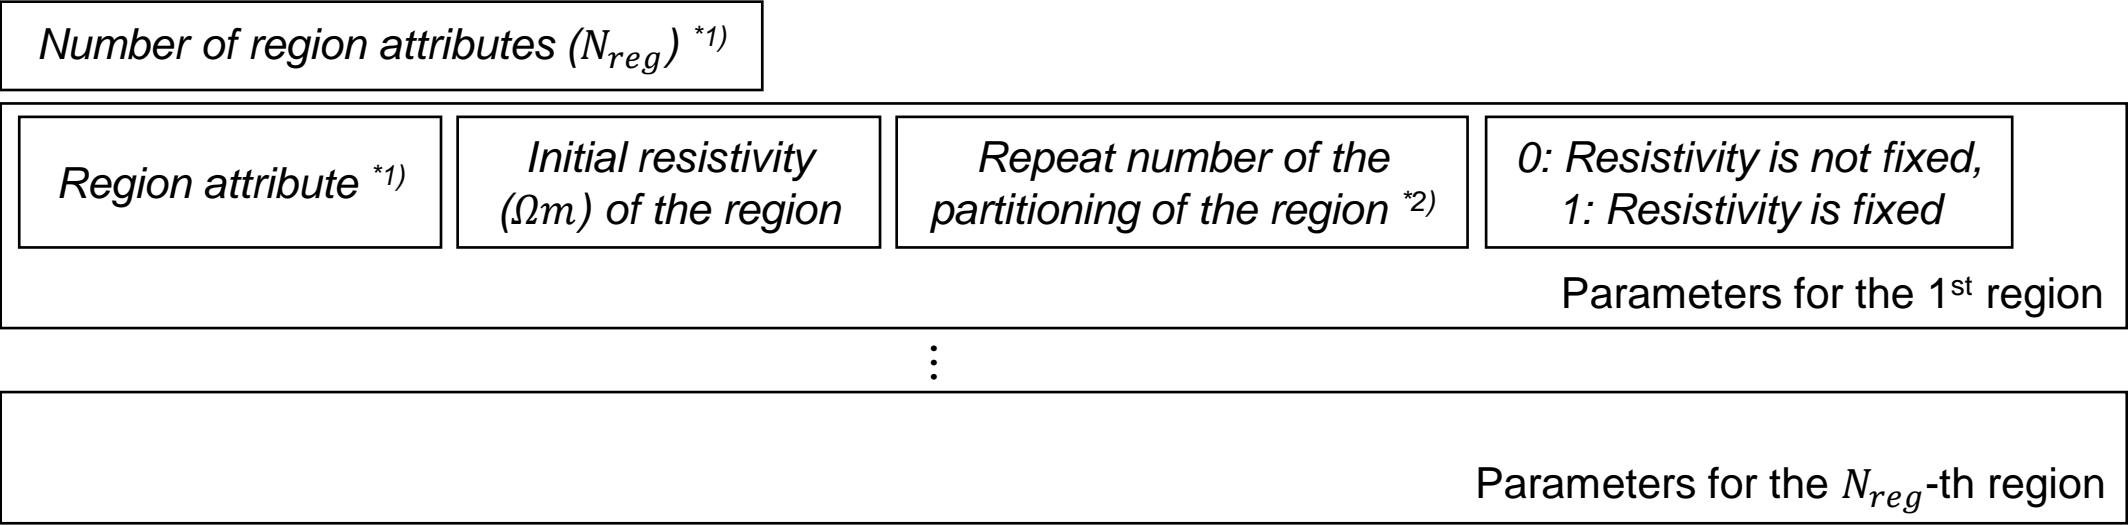 Number of region attributes (N_reg) *1)
Region attribute *1)
Initial resistivity
(Ωm) of the region
Repeat number of the
partitioning of the region *2)
0: Resistivity is not fixed,
1: Resistivity is fixed
Parameters for the 1st region
⋮
Parameters for the N_reg-th region